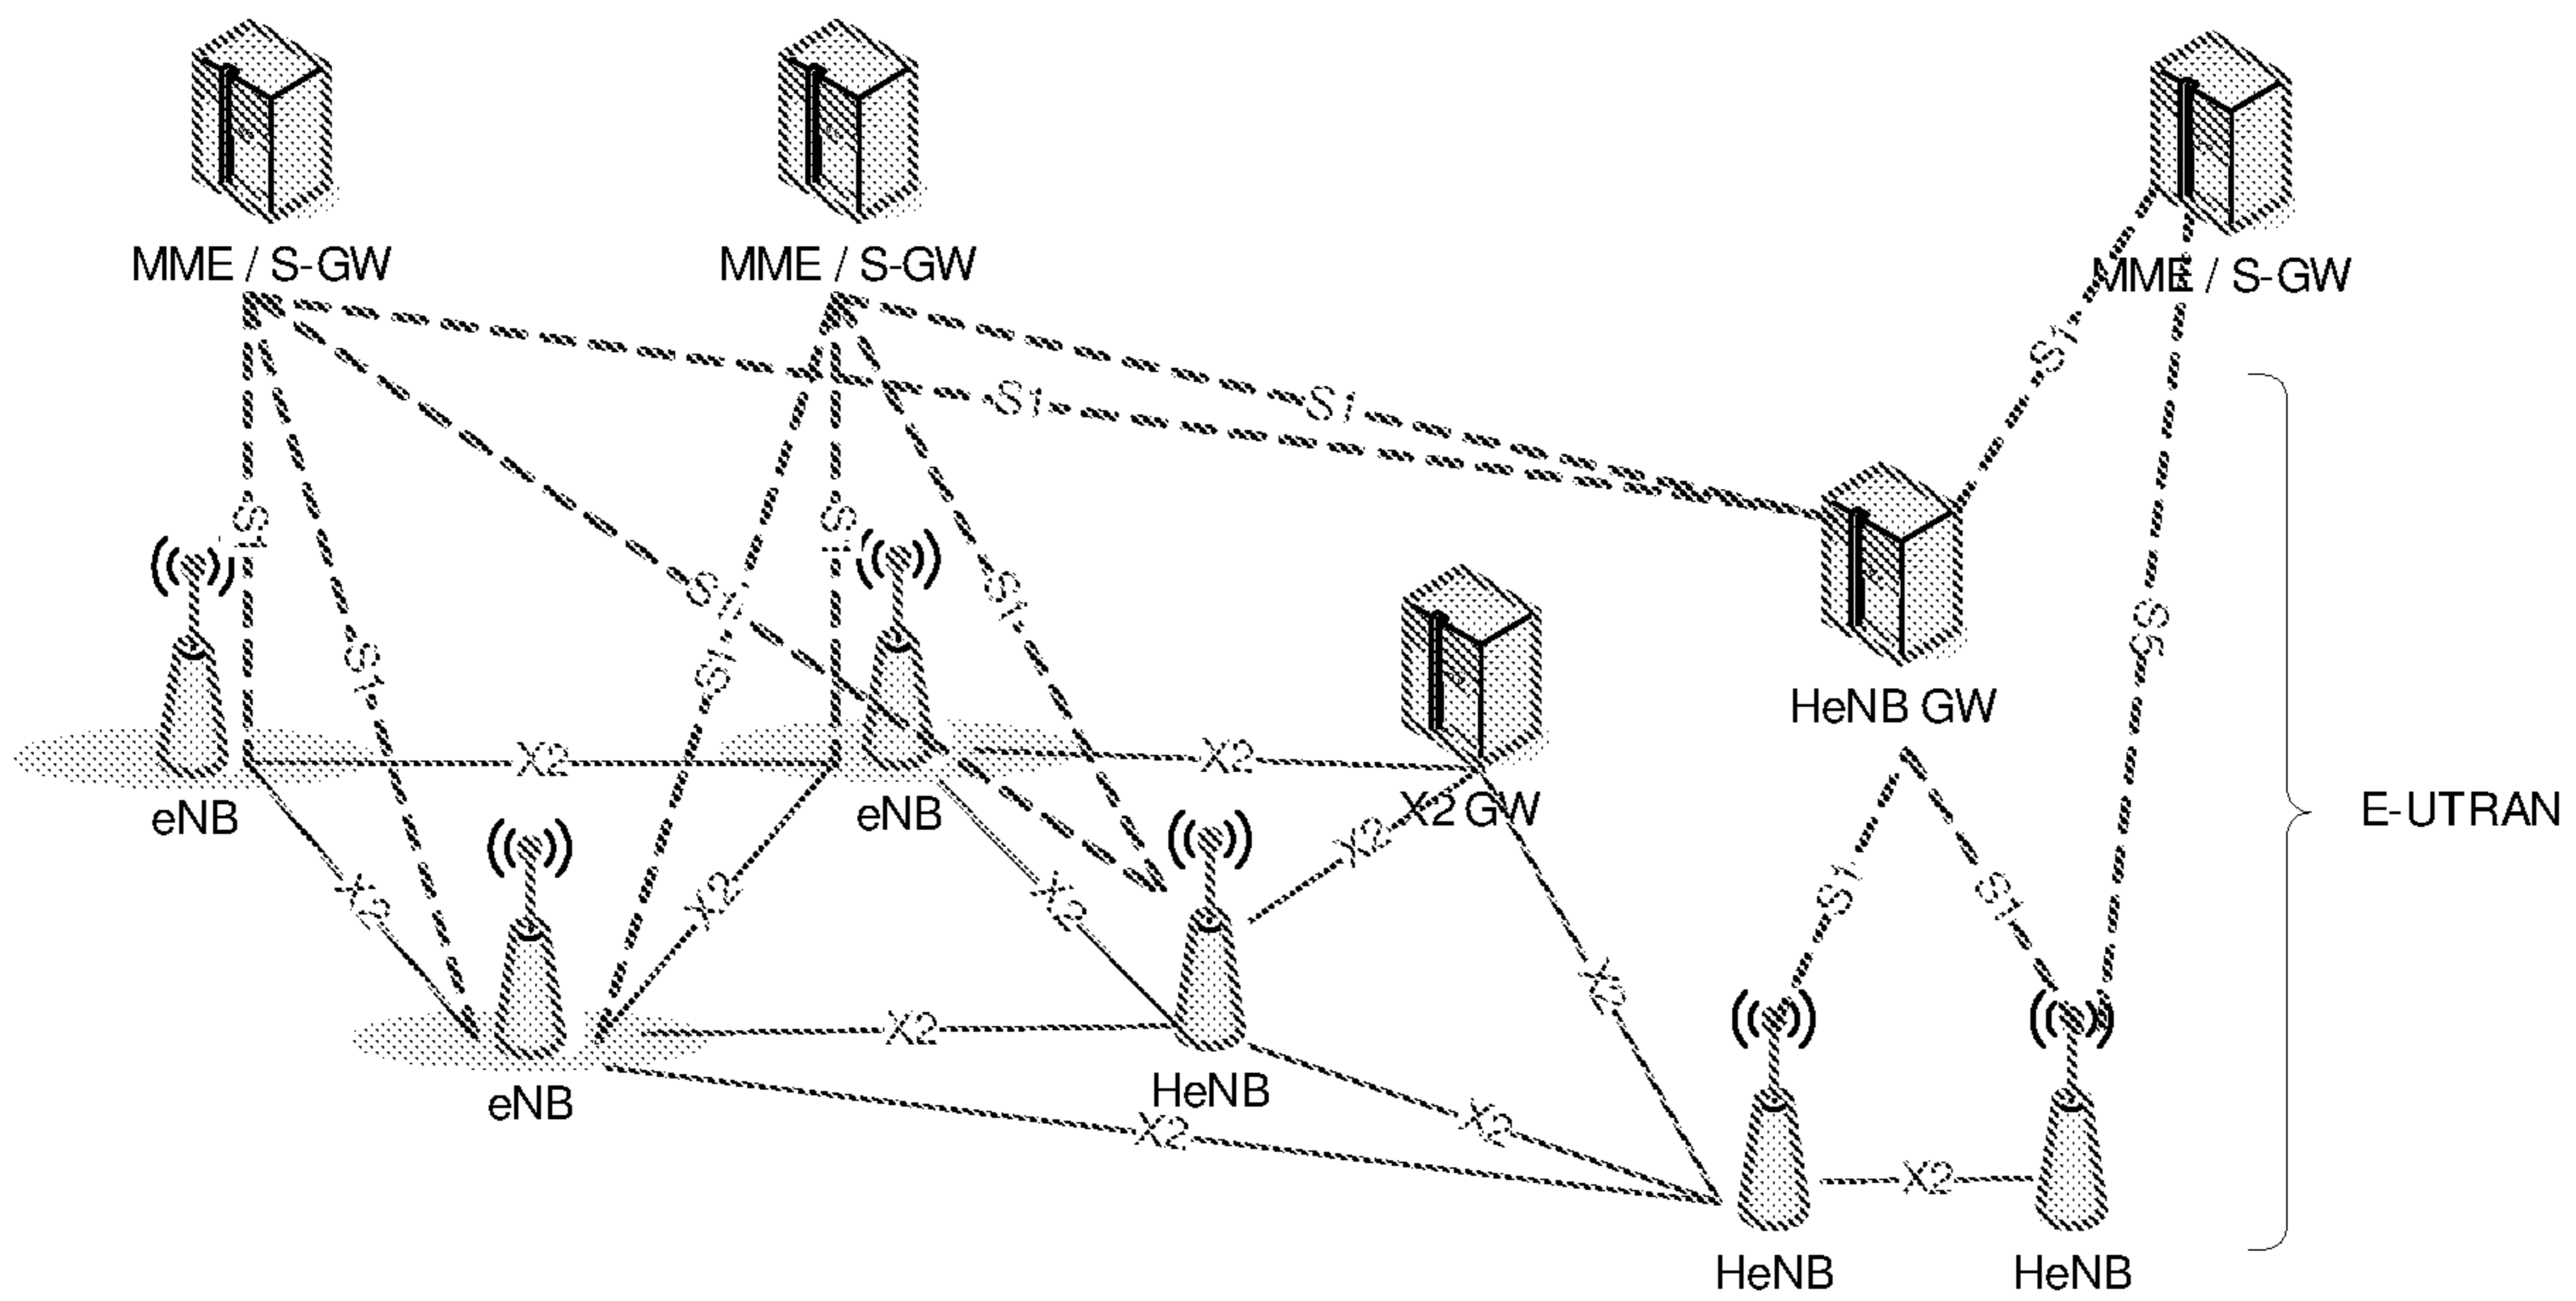 MME / S-GW
MME / S-GW
MME / S-GW
S1
S1
S1
S1
S1
S1
S1
S1
S1
S1
S5
HeNB GW
X2
X2
eNB
eNB
X2 GW
E-UTRAN
X2
X2
X2
X2
S1
S1
X2
X2
HeNB
eNB
X2
X2
X2
HeNB
HeNB